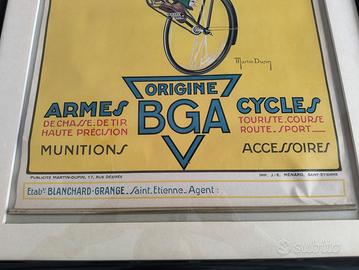 Martin Dupin
ORIGINE
BGA
ARMES
DE CHASSE, DE TIR
HAUTE PRÉCISION
MUNITIONS
CYCLES
TOURISTE, COURSE
ROUTE, SPORT
ACCESSOIRES
PUBLICITÉ MARTIN-DUPIN, 17, RUE DÉSIRÉE
IMP. J.-E. MÉNARD, SAINT-ÉTIENNE
Etabts BLANCHARD-GRANGE - Saint-Etienne - Agent :
subito